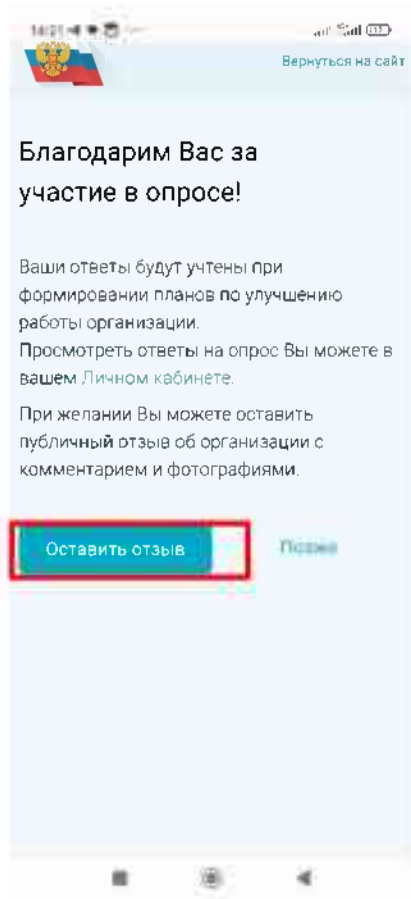 Вернуться на сайт
Благодарим Вас за
участие в опросе!
Ваши ответы будут учтены при
формировании планов по улучшению
работы организации.
Просмотреть ответы на опрос Вы можете в
вашем Личном кабинете.
При желании Вы можете оставить
публичный отзыв об организации с
комментарием и фотографиями.
Оставить отзыв